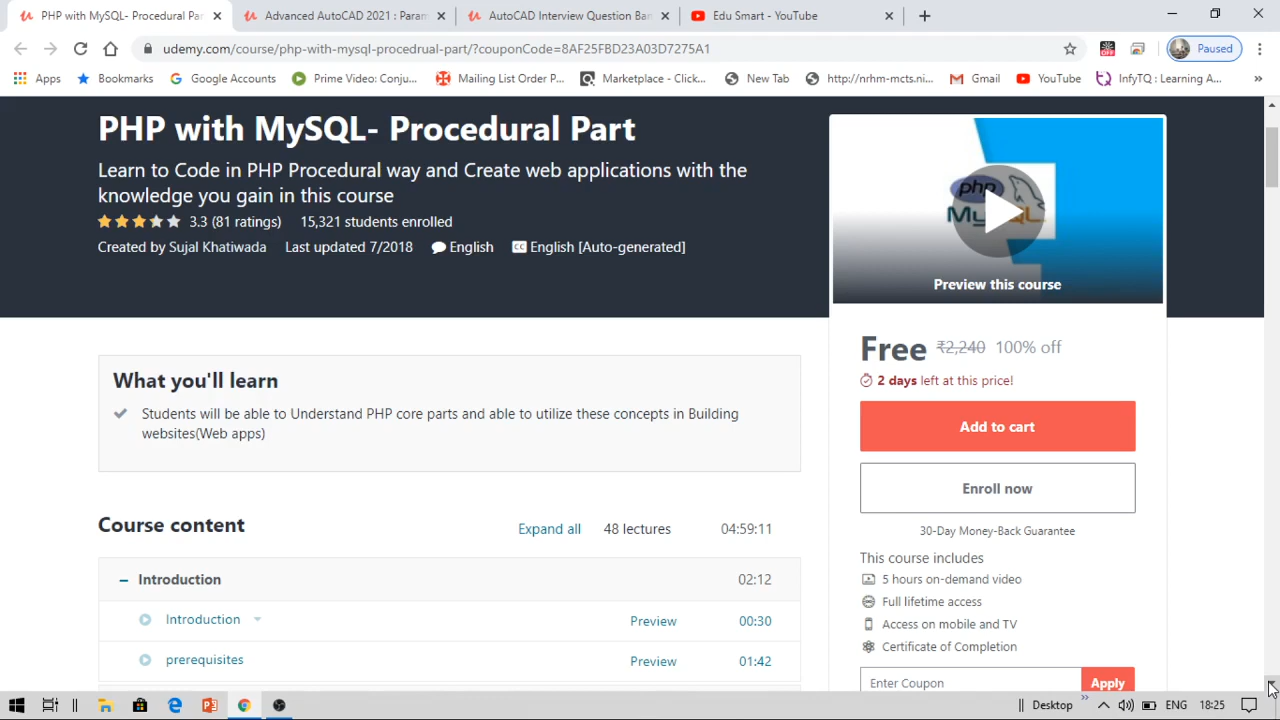 PHP with MySQL- Procedural Par
Advanced AutoCAD 2021 : Param
AutoCAD Interview Question Ban
Edu Smart - YouTube
udemy.com/course/php-with-mysql-procedrual-part/?couponCode=8AF25FBD23A03D7275A1
OFF
Paused
Apps
Bookmarks
Google Accounts
Prime Video: Conju...
Mailing List Order P...
Marketplace - Click...
New Tab
http://nrhm-mcts.ni...
Gmail
YouTube
InfyTQ : Learning A...
PHP with MySQL- Procedural Part
Learn to Code in PHP Procedural way and Create web applications with the
knowledge you gain in this course
3.3 (81 ratings) 15,321 students enrolled
Created by Sujal Khatiwada Last updated 7/2018 English CC English [Auto-generated]
php
MySQL
Preview this course
Free ₹2,240 100% off
2 days left at this price!
Add to cart
Enroll now
30-Day Money-Back Guarantee
This course includes
5 hours on-demand video
Full lifetime access
Access on mobile and TV
Certificate of Completion
Enter Coupon Apply
What you'll learn
Students will be able to Understand PHP core parts and able to utilize these concepts in Building
websites(Web apps)
Course content Expand all 48 lectures 04:59:11
Introduction 02:12
Introduction Preview 00:30
prerequisites Preview 01:42
Desktop ENG 18:25